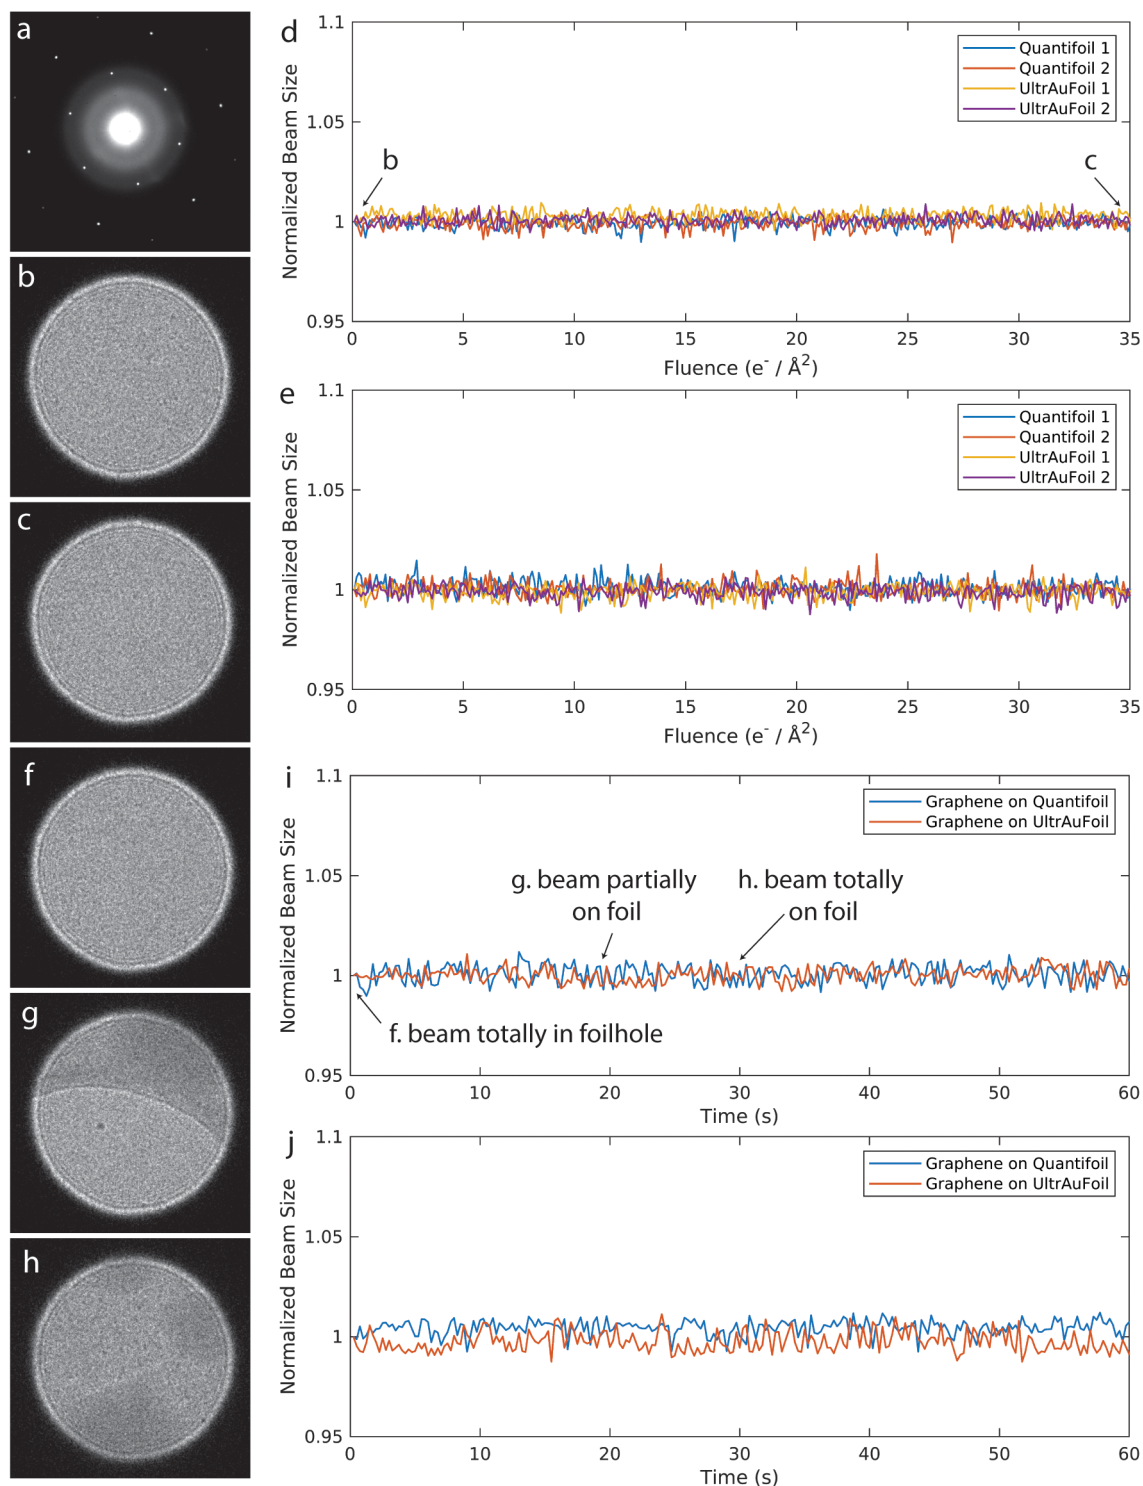 a
b
c
f
g
h
d
Normalized Beam Size
1.1
1.05
1
0.95
b
c
Quantifoil 1
Quantifoil 2
UltrAuFoil 1
UltrAuFoil 2
0 5 10 15 20 25 30 35
Fluence (e⁻ / Å²)
e
Normalized Beam Size
1.1
1.05
1
0.95
Quantifoil 1
Quantifoil 2
UltrAuFoil 1
UltrAuFoil 2
0 5 10 15 20 25 30 35
Fluence (e⁻ / Å²)
i
Normalized Beam Size
1.1
1.05
1
0.95
Graphene on Quantifoil
Graphene on UltrAuFoil
g. beam partially
on foil
h. beam totally
on foil
f. beam totally in foilhole
0 10 20 30 40 50 60
Time (s)
j
Normalized Beam Size
1.1
1.05
1
0.95
Graphene on Quantifoil
Graphene on UltrAuFoil
0 10 20 30 40 50 60
Time (s)